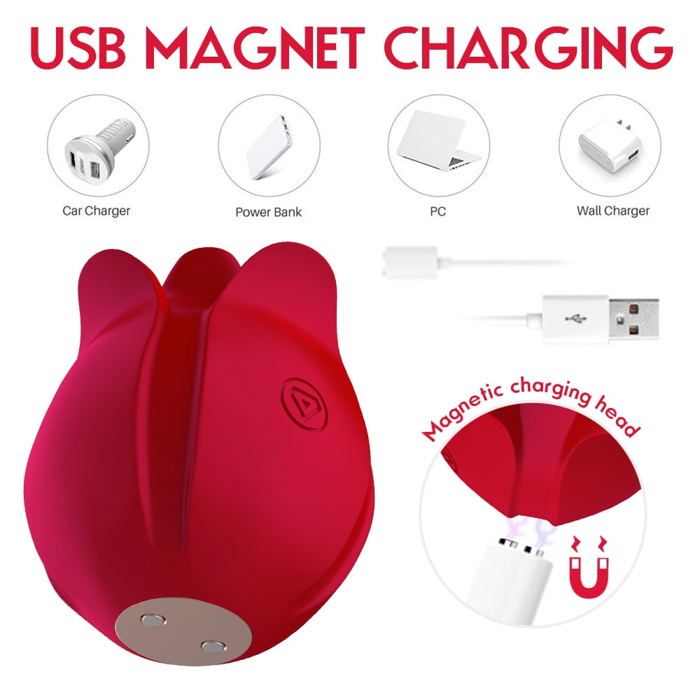 USB MAGNET CHARGING
Car Charger
Power Bank
PC
Wall Charger
Magnetic charging head